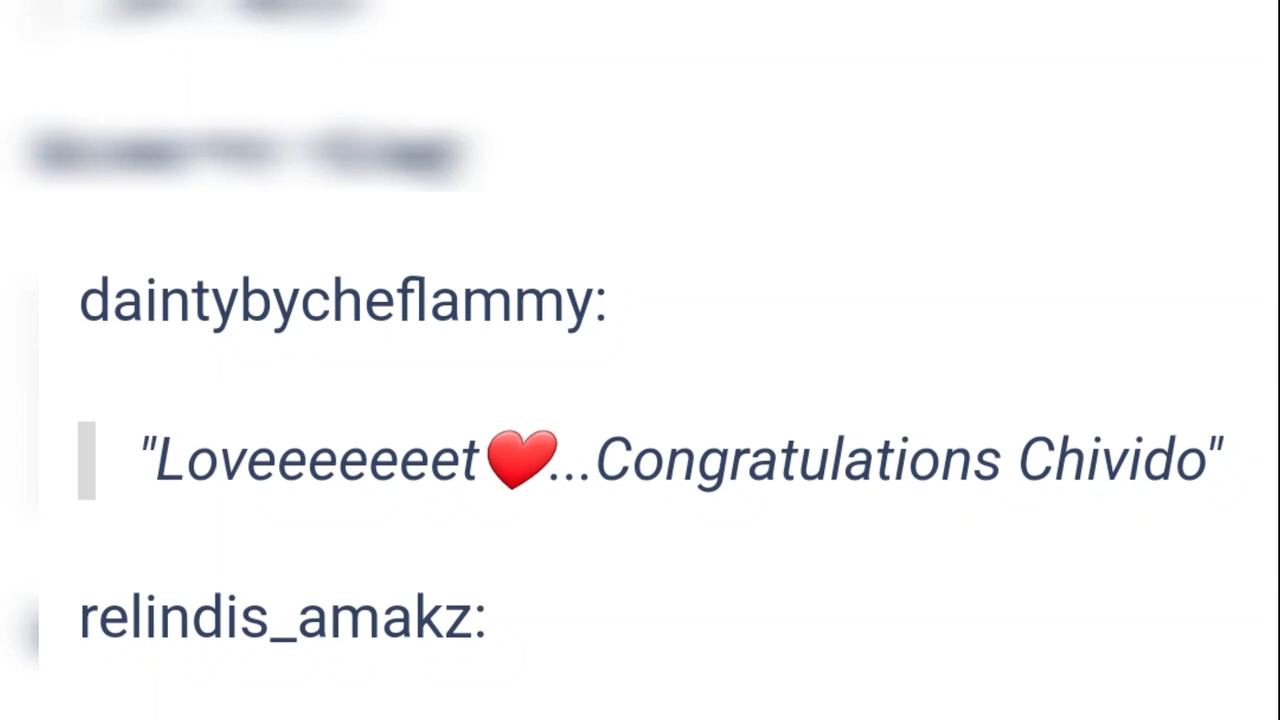 daintybycheflammy:
"Loveeeeeeet❤️...Congratulations Chivido"
relindis_amakz: